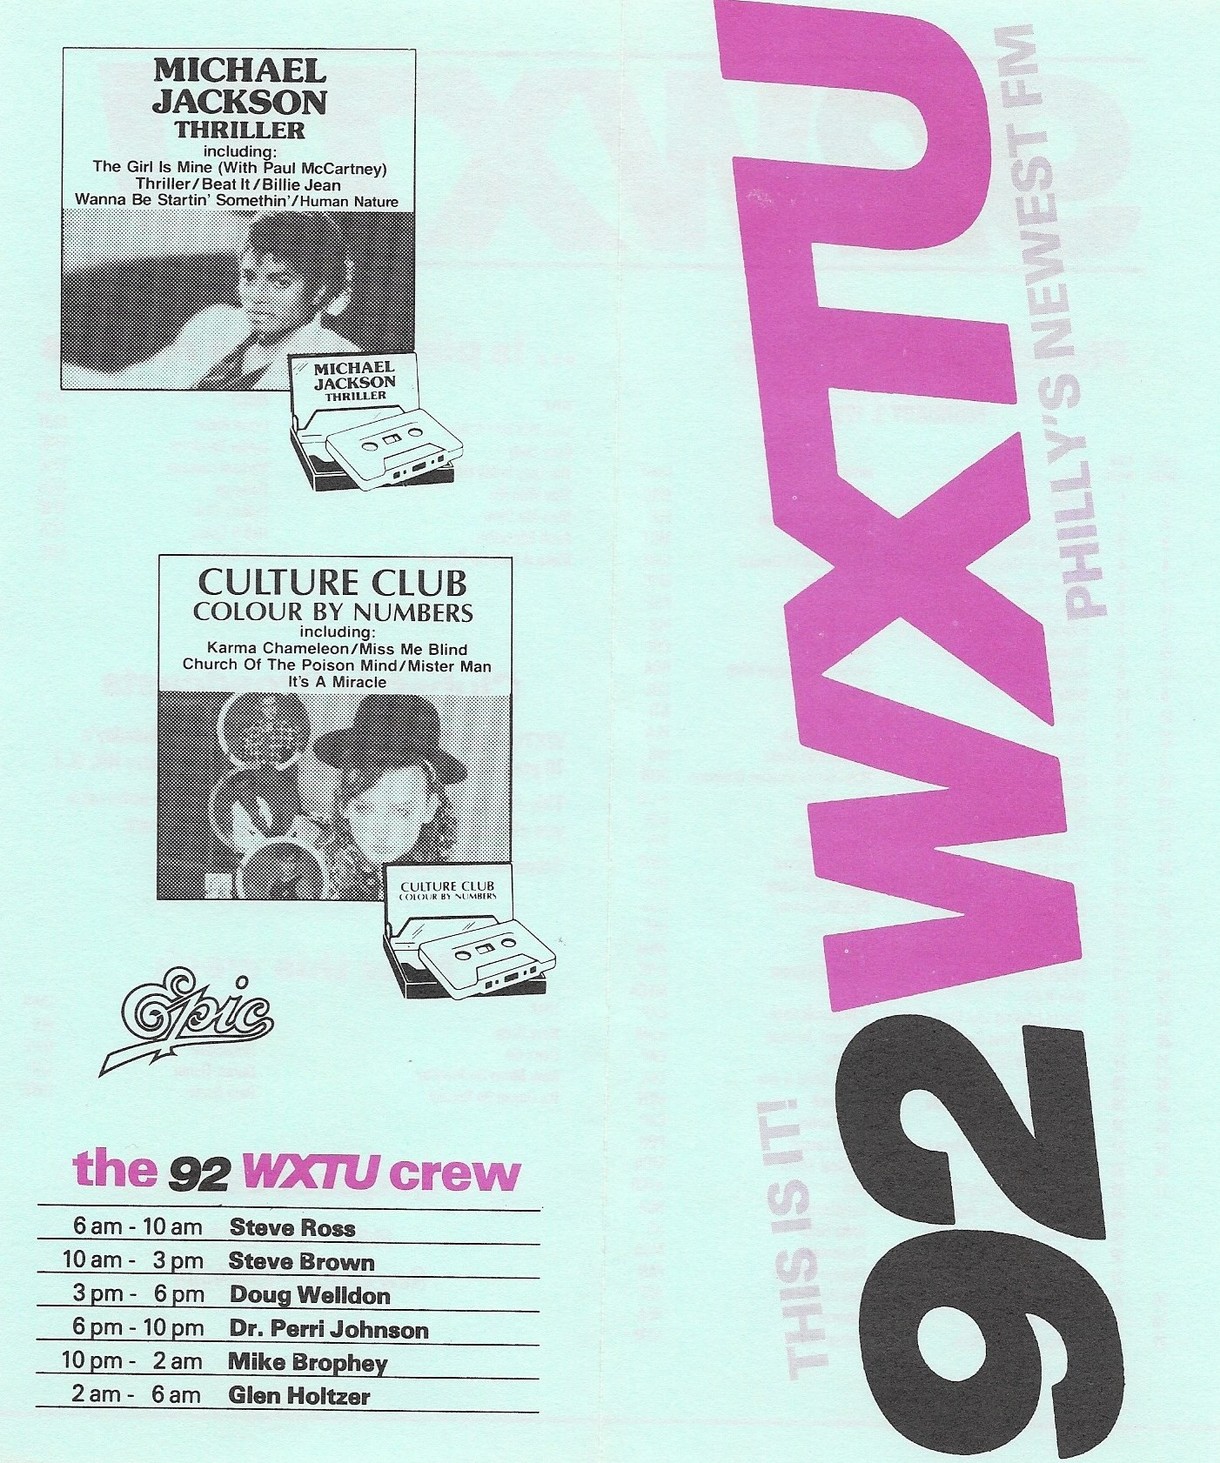 MICHAEL
JACKSON
THRILLER
including:
The Girl Is Mine (With Paul McCartney)
Thriller/Beat It/Billie Jean
Wanna Be Startin' Somethin'/Human Nature
MICHAEL
JACKSON
THRILLER
CULTURE CLUB
COLOUR BY NUMBERS
including:
Karma Chameleon/Miss Me Blind
Church Of The Poison Mind/Mister Man
It's A Miracle
CULTURE CLUB
COLOUR BY NUMBERS
Epic
the 92 WXTU crew
6 am - 10 am Steve Ross
10 am - 3 pm Steve Brown
3 pm - 6 pm Doug Welldon
6 pm - 10 pm Dr. Perri Johnson
10 pm - 2 am Mike Brophey
2 am - 6 am Glen Holtzer
THIS IS IT!
92 WXTU
PHILLY'S NEWEST FM